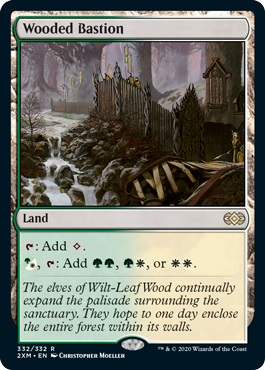 Wooded Bastion
Land
: Add .
, : Add , , or .
The elves of Wilt-Leaf Wood continually
expand the palisade surrounding the
sanctuary. They hope to one day enclose
the entire forest within its walls.
332/332 R
2XM • EN Christopher Moeller
™ & © 2020 Wizards of the Coast